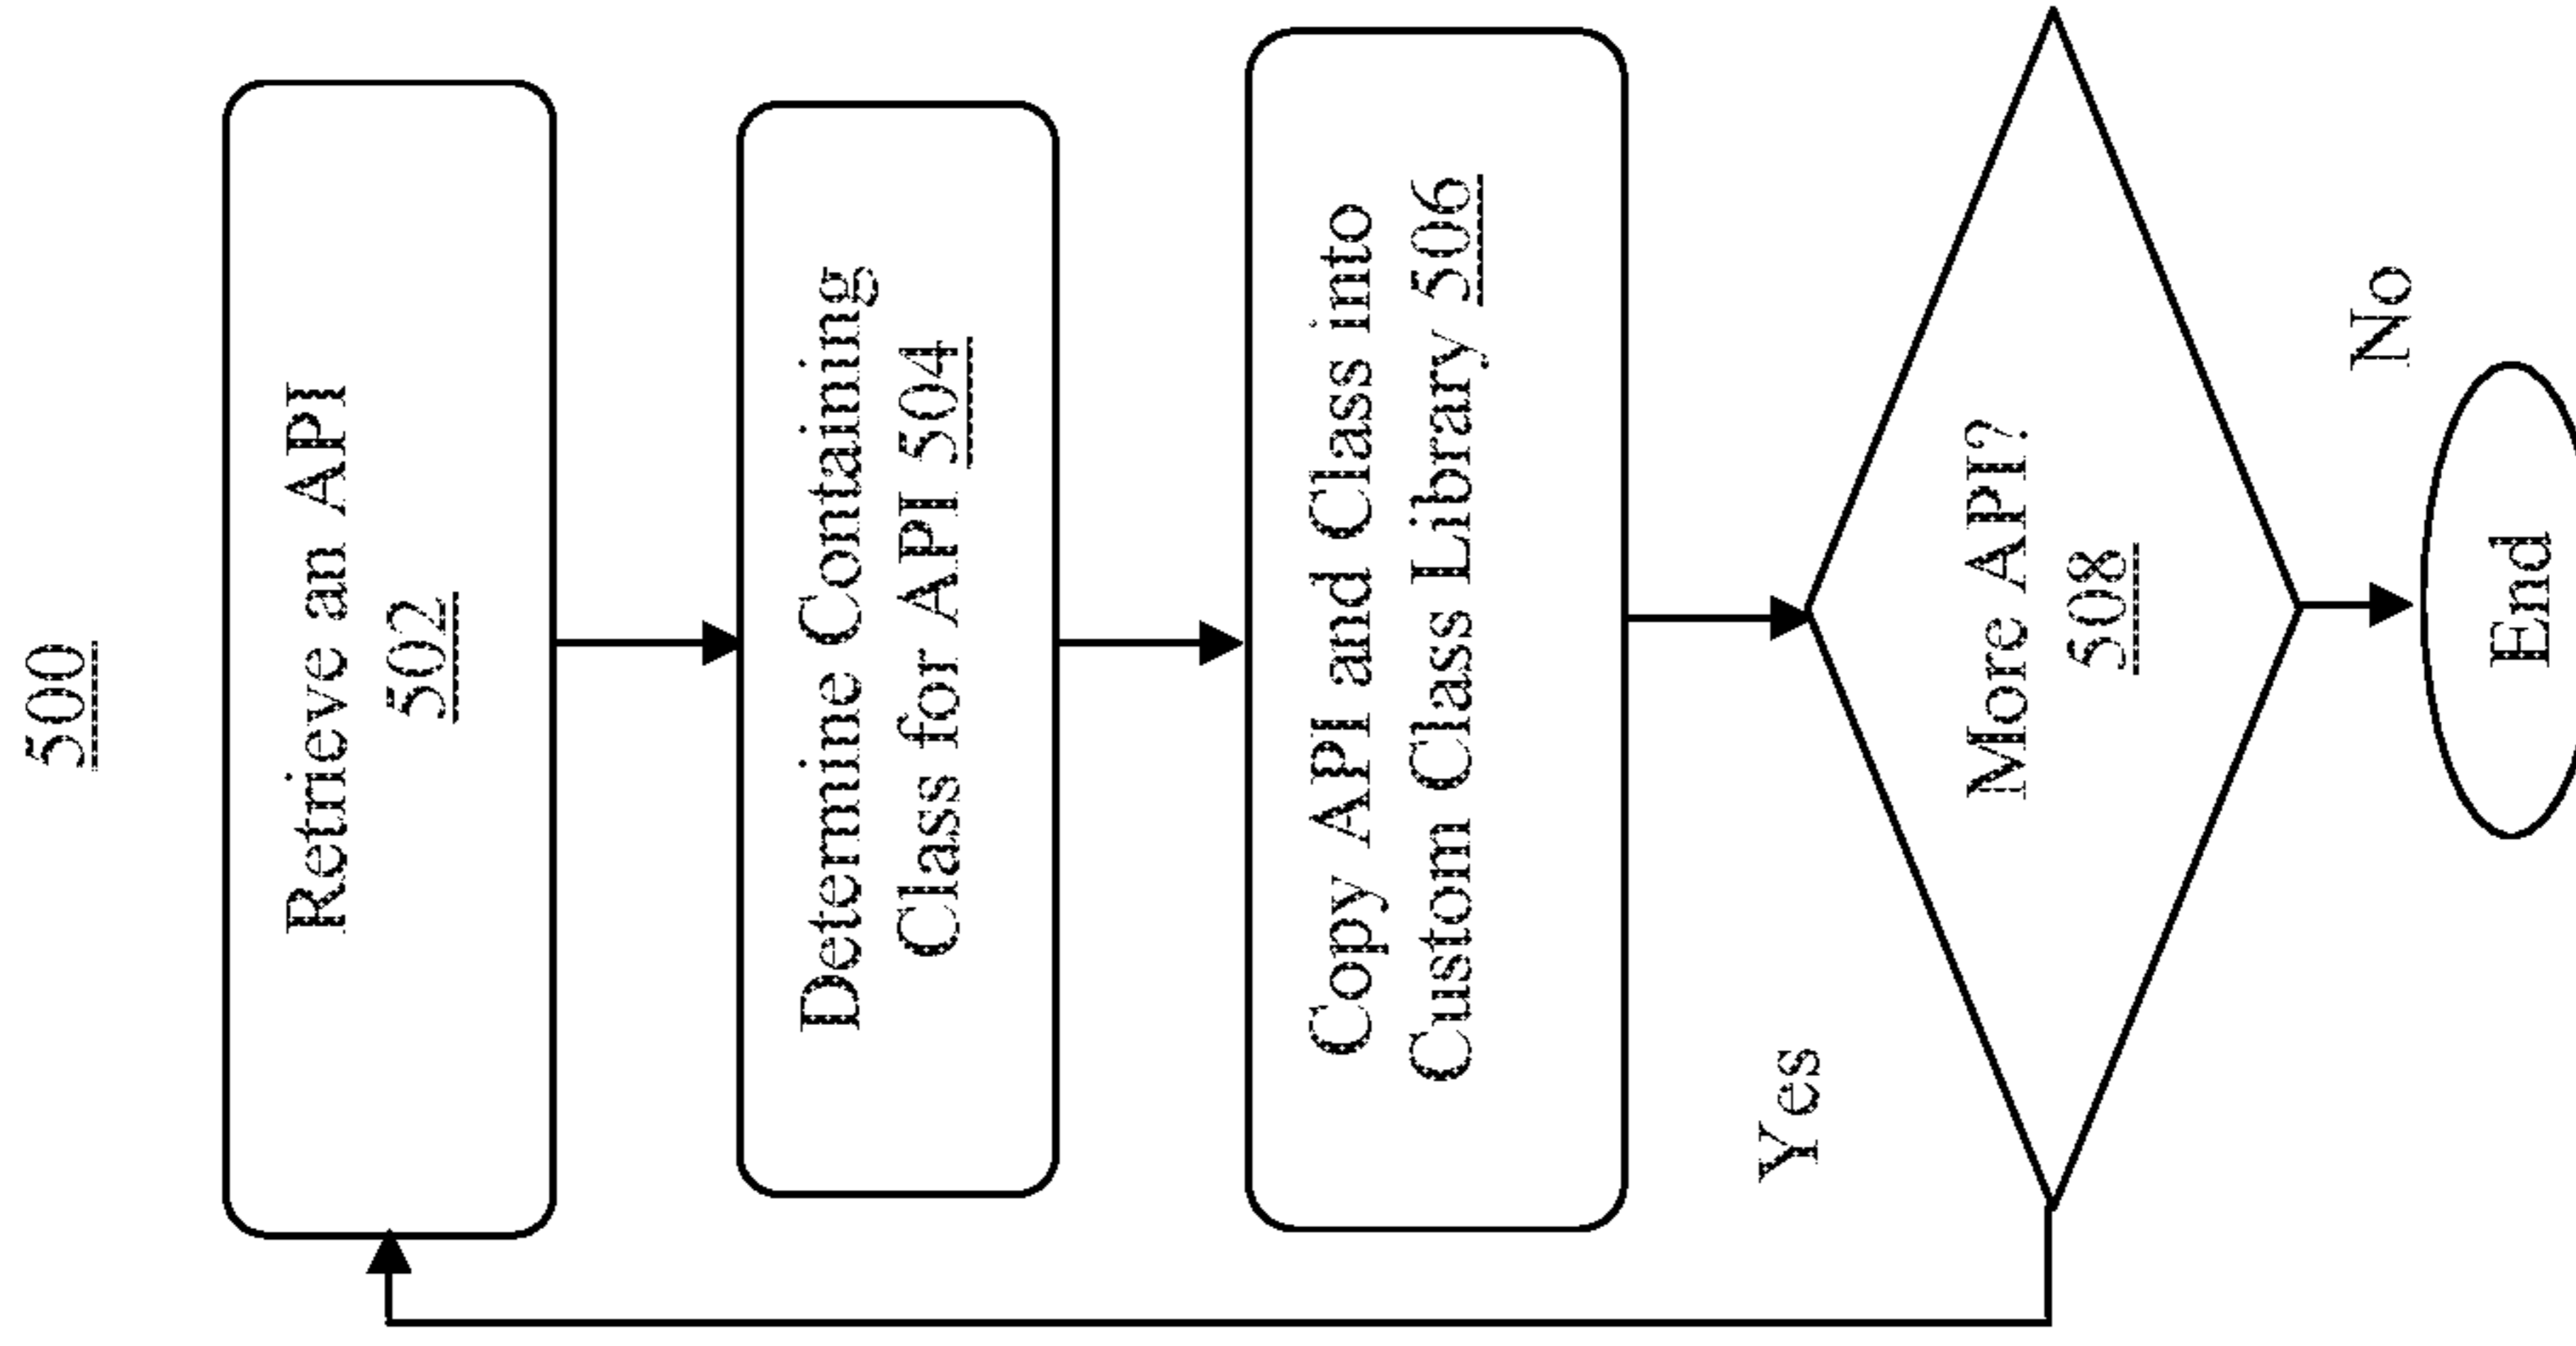 500
Retrieve an API
502
Determine Containing
Class for API 504
Copy API and Class into
Custom Class Library 506
Yes
More API?
508
No
End